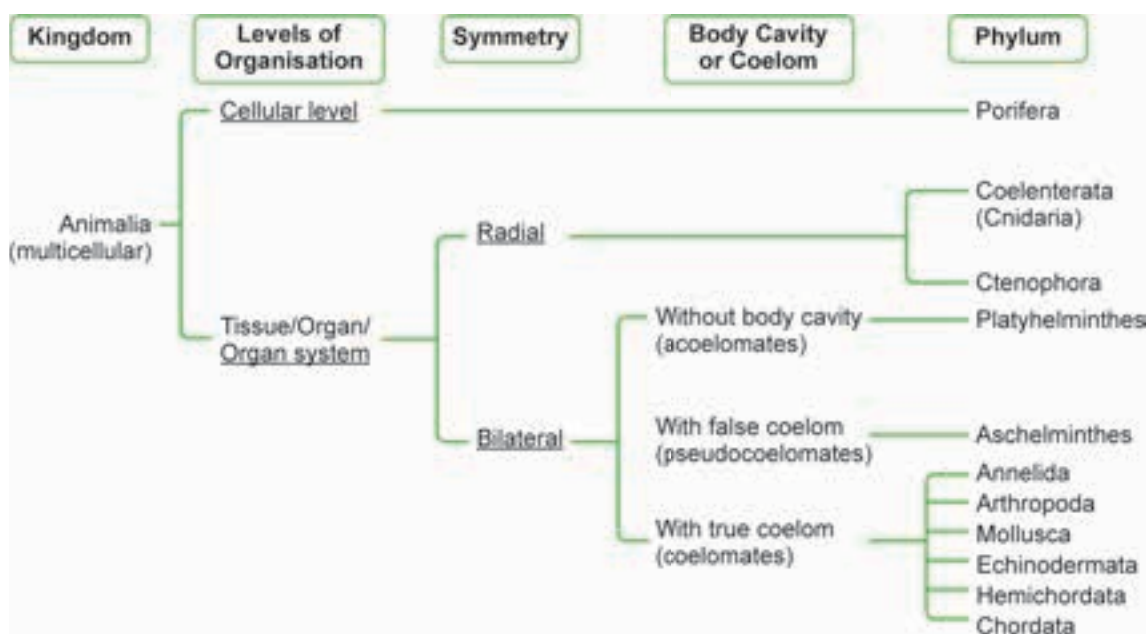 Kingdom
Levels of
Organisation
Symmetry
Body Cavity
or Coelom
Phylum
Cellular level
Porifera
Animalia
(multicellular)
Tissue/Organ/
Organ system
Radial
Coelenterata
(Cnidaria)
Ctenophora
Bilateral
Without body cavity
(acoelomates)
Platyhelminthes
With false coelom
(pseudocoelomates)
Aschelminthes
With true coelom
(coelomates)
Annelida
Arthropoda
Mollusca
Echinodermata
Hemichordata
Chordata